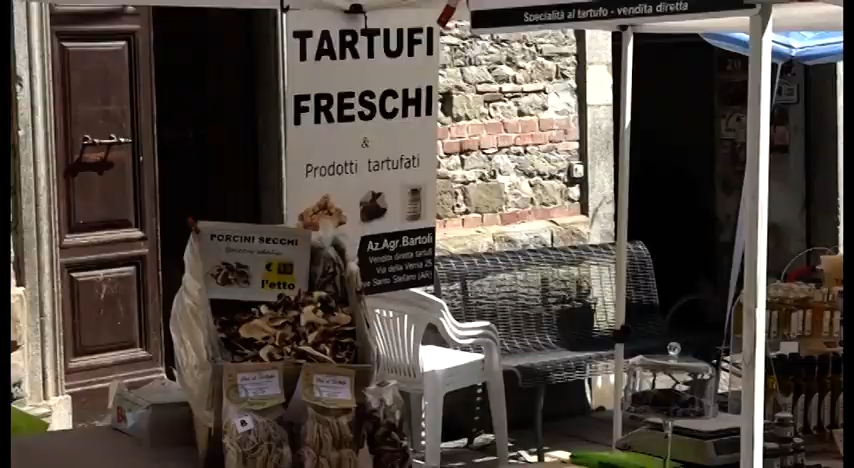 Specialità al tartufo - vendita diretta
TARTUFI
FRESCHI
&
Prodotti tartufati
Az.Agr.Bartoli
Vendita diretta tartufi
Via della Verna 25
Santo Stefano (AR)
PORCINI SECCHI
€
l'etto